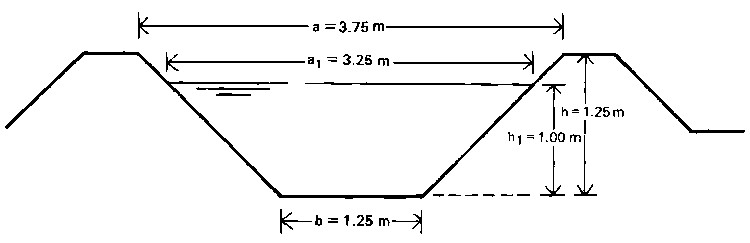 a = 3.75 m
a₁ = 3.25 m
h = 1.25 m
h₁ = 1.00 m
b = 1.25 m